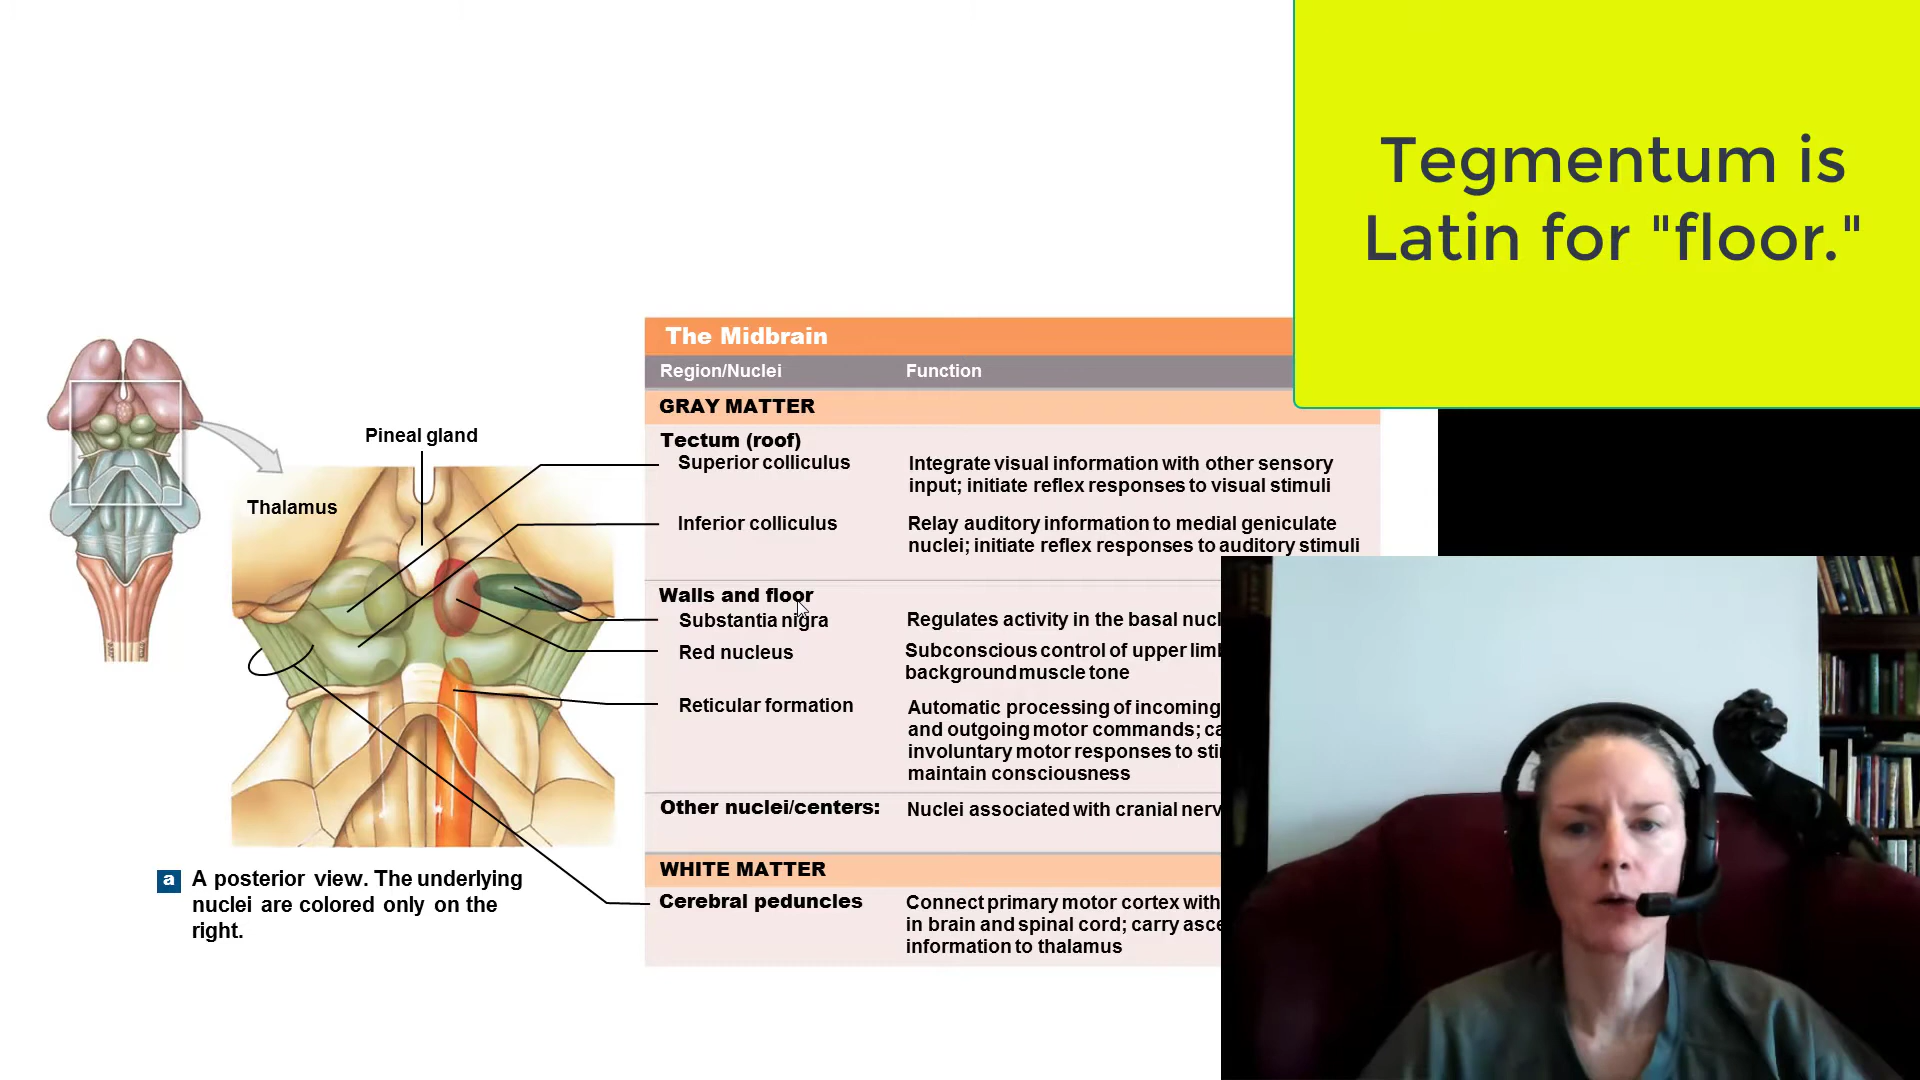 Tegmentum is
Latin for "floor."
The Midbrain
Region/Nuclei Function
GRAY MATTER
Tectum (roof)
Superior colliculus Integrate visual information with other sensory
input; initiate reflex responses to visual stimuli
Inferior colliculus Relay auditory information to medial geniculate
nuclei; initiate reflex responses to auditory stimuli
Walls and floor
Substantia nigra Regulates activity in the basal nucl
Red nucleus Subconscious control of upper limb
background muscle tone
Reticular formation Automatic processing of incoming
and outgoing motor commands; ca
involuntary motor responses to sti
maintain consciousness
Other nuclei/centers: Nuclei associated with cranial nerv
WHITE MATTER
Cerebral peduncles Connect primary motor cortex with
in brain and spinal cord; carry asce
information to thalamus
Pineal gland
Thalamus
a A posterior view. The underlying
nuclei are colored only on the
right.